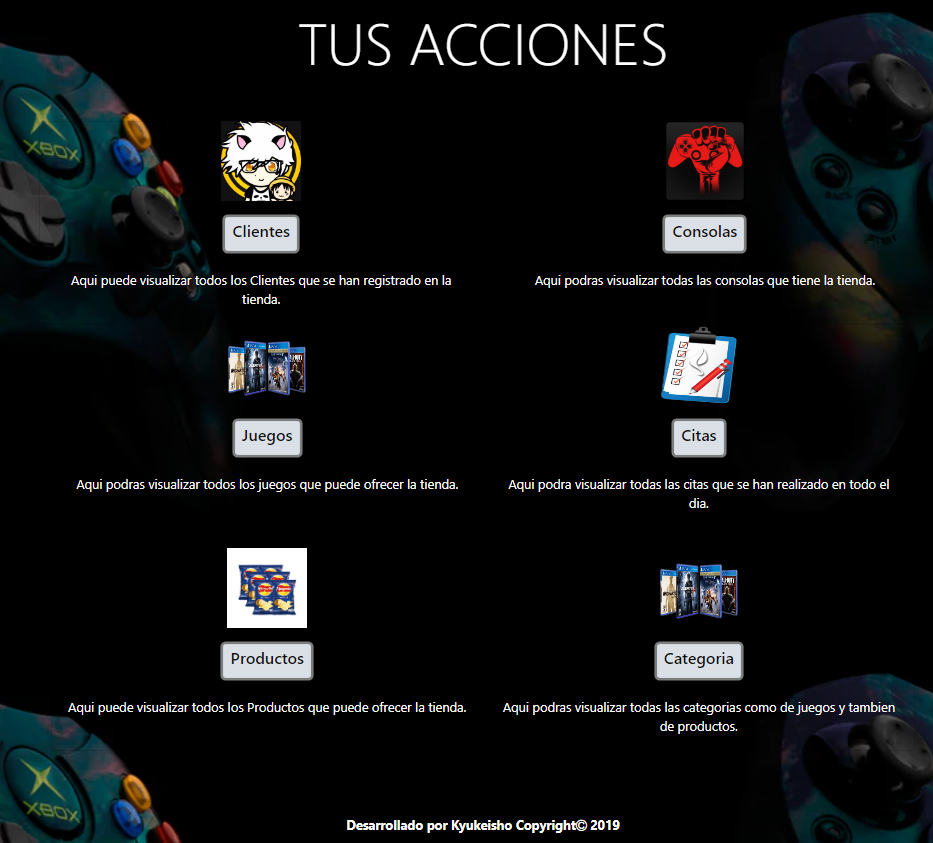 TUS ACCIONES
XBOX
Clientes
Consolas
BACK
Aqui puede visualizar todos los Clientes que se han registrado en la
tienda.
Aqui podras visualizar todas las consolas que tiene la tienda.
Juegos
Citas
Aqui podras visualizar todos los juegos que puede ofrecer la tienda.
Aqui podra visualizar todas las citas que se han realizado en todo el
dia.
Productos
Categoria
Aqui puede visualizar todos los Productos que puede ofrecer la tienda.
Aqui podras visualizar todas las categorias como de juegos y tambien
de productos.
XBOX
Desarrollado por Kyukeisho Copyright© 2019